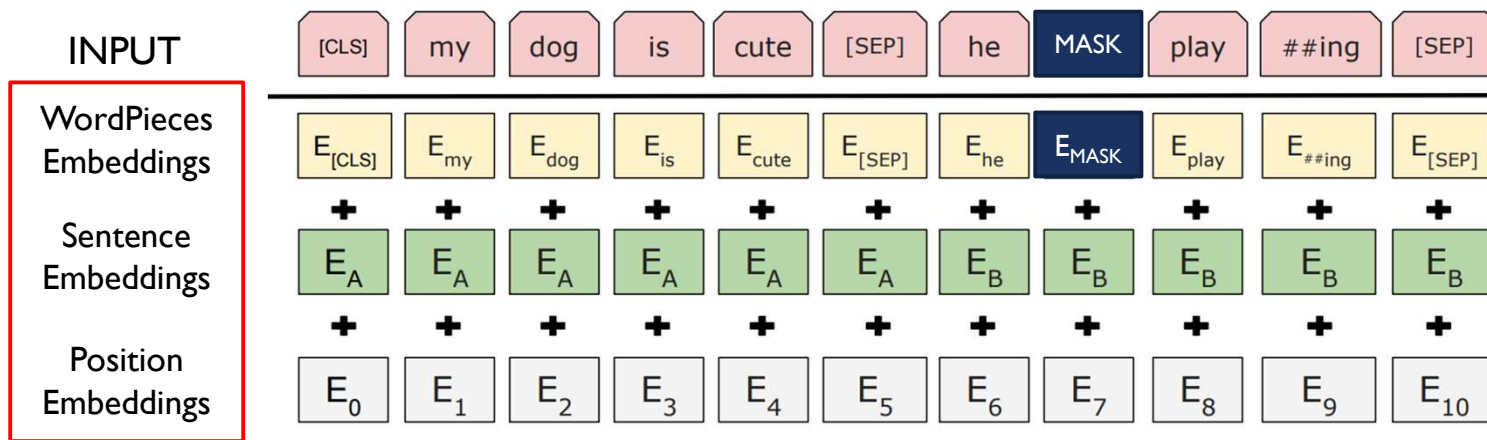 INPUT [CLS] my dog is cute [SEP] he MASK play ##ing [SEP]
WordPieces
Embeddings
E[CLS] Emy Edog Eis Ecute E[SEP] Ehe EMASK Eplay E##ing E[SEP]
+ + + + + + + + + + +
Sentence
Embeddings
EA EA EA EA EA EA EB EB EB EB EB
+ + + + + + + + + + +
Position
Embeddings
E0 E1 E2 E3 E4 E5 E6 E7 E8 E9 E10